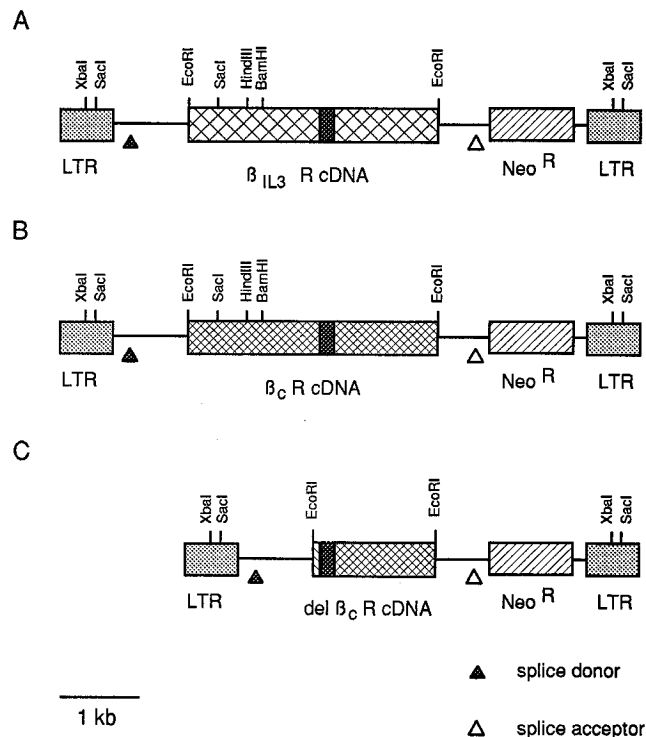 A
XbaI SacI EcoRI SacI HindIII BamHI EcoRI XbaI SacI
LTR ß IL3 R cDNA Neo R LTR
B
XbaI SacI EcoRI SacI HindIII BamHI EcoRI XbaI SacI
LTR ßc R cDNA Neo R LTR
C
XbaI SacI EcoRI EcoRI XbaI SacI
LTR del ßc R cDNA Neo R LTR
splice donor
1 kb
splice acceptor